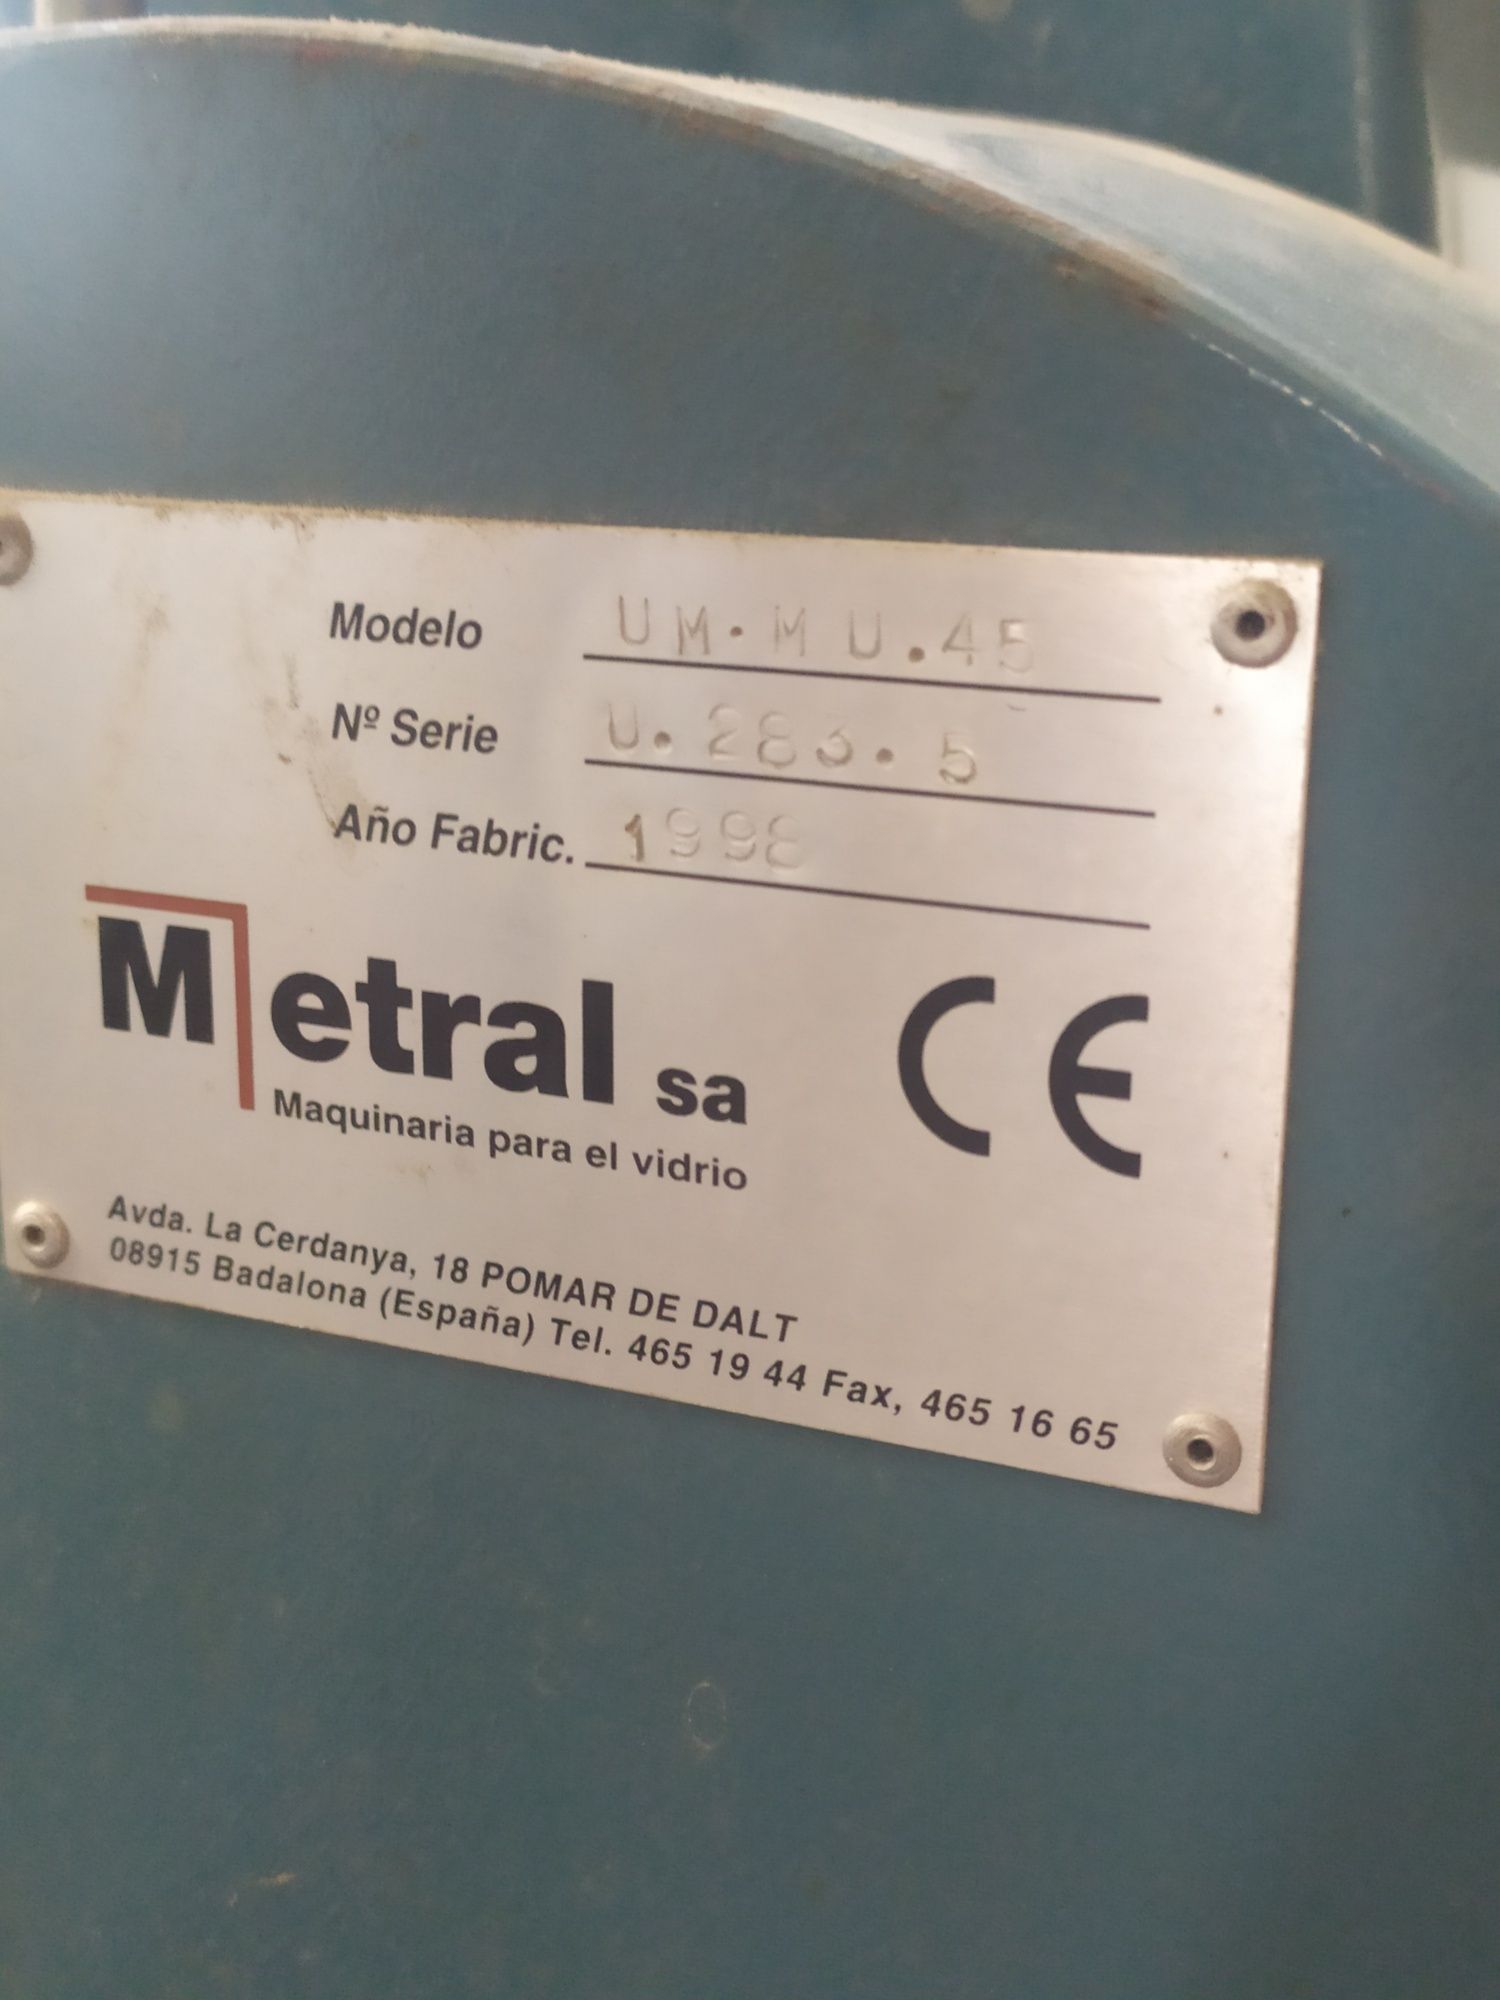 Modelo UM.MU.45
Nº Serie U.283.5
Año Fabric. 1998
Metral sa
CE
Maquinaria para el vidrio
Avda. La Cerdanya, 18 POMAR DE DALT
08915 Badalona (España) Tel. 465 19 44 Fax, 465 16 65